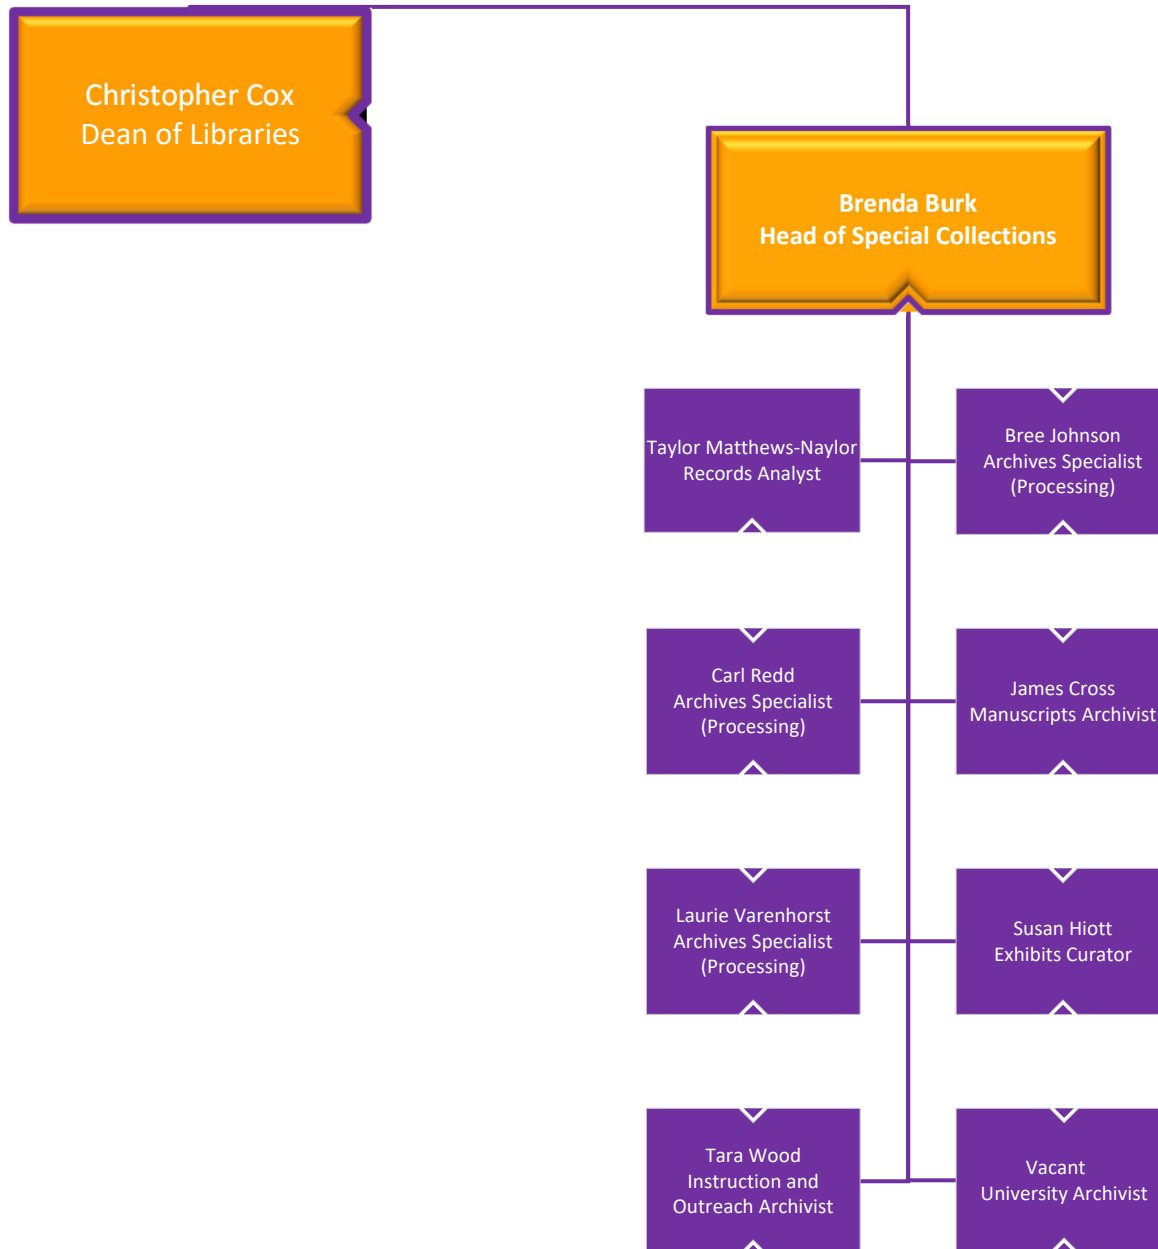 Christopher Cox
Dean of Libraries
Brenda Burk
Head of Special Collections
Taylor Matthews-Naylor
Records Analyst
Bree Johnson
Archives Specialist
(Processing)
Carl Redd
Archives Specialist
(Processing)
James Cross
Manuscripts Archivist
Laurie Varenhorst
Archives Specialist
(Processing)
Susan Hiott
Exhibits Curator
Tara Wood
Instruction and
Outreach Archivist
Vacant
University Archivist